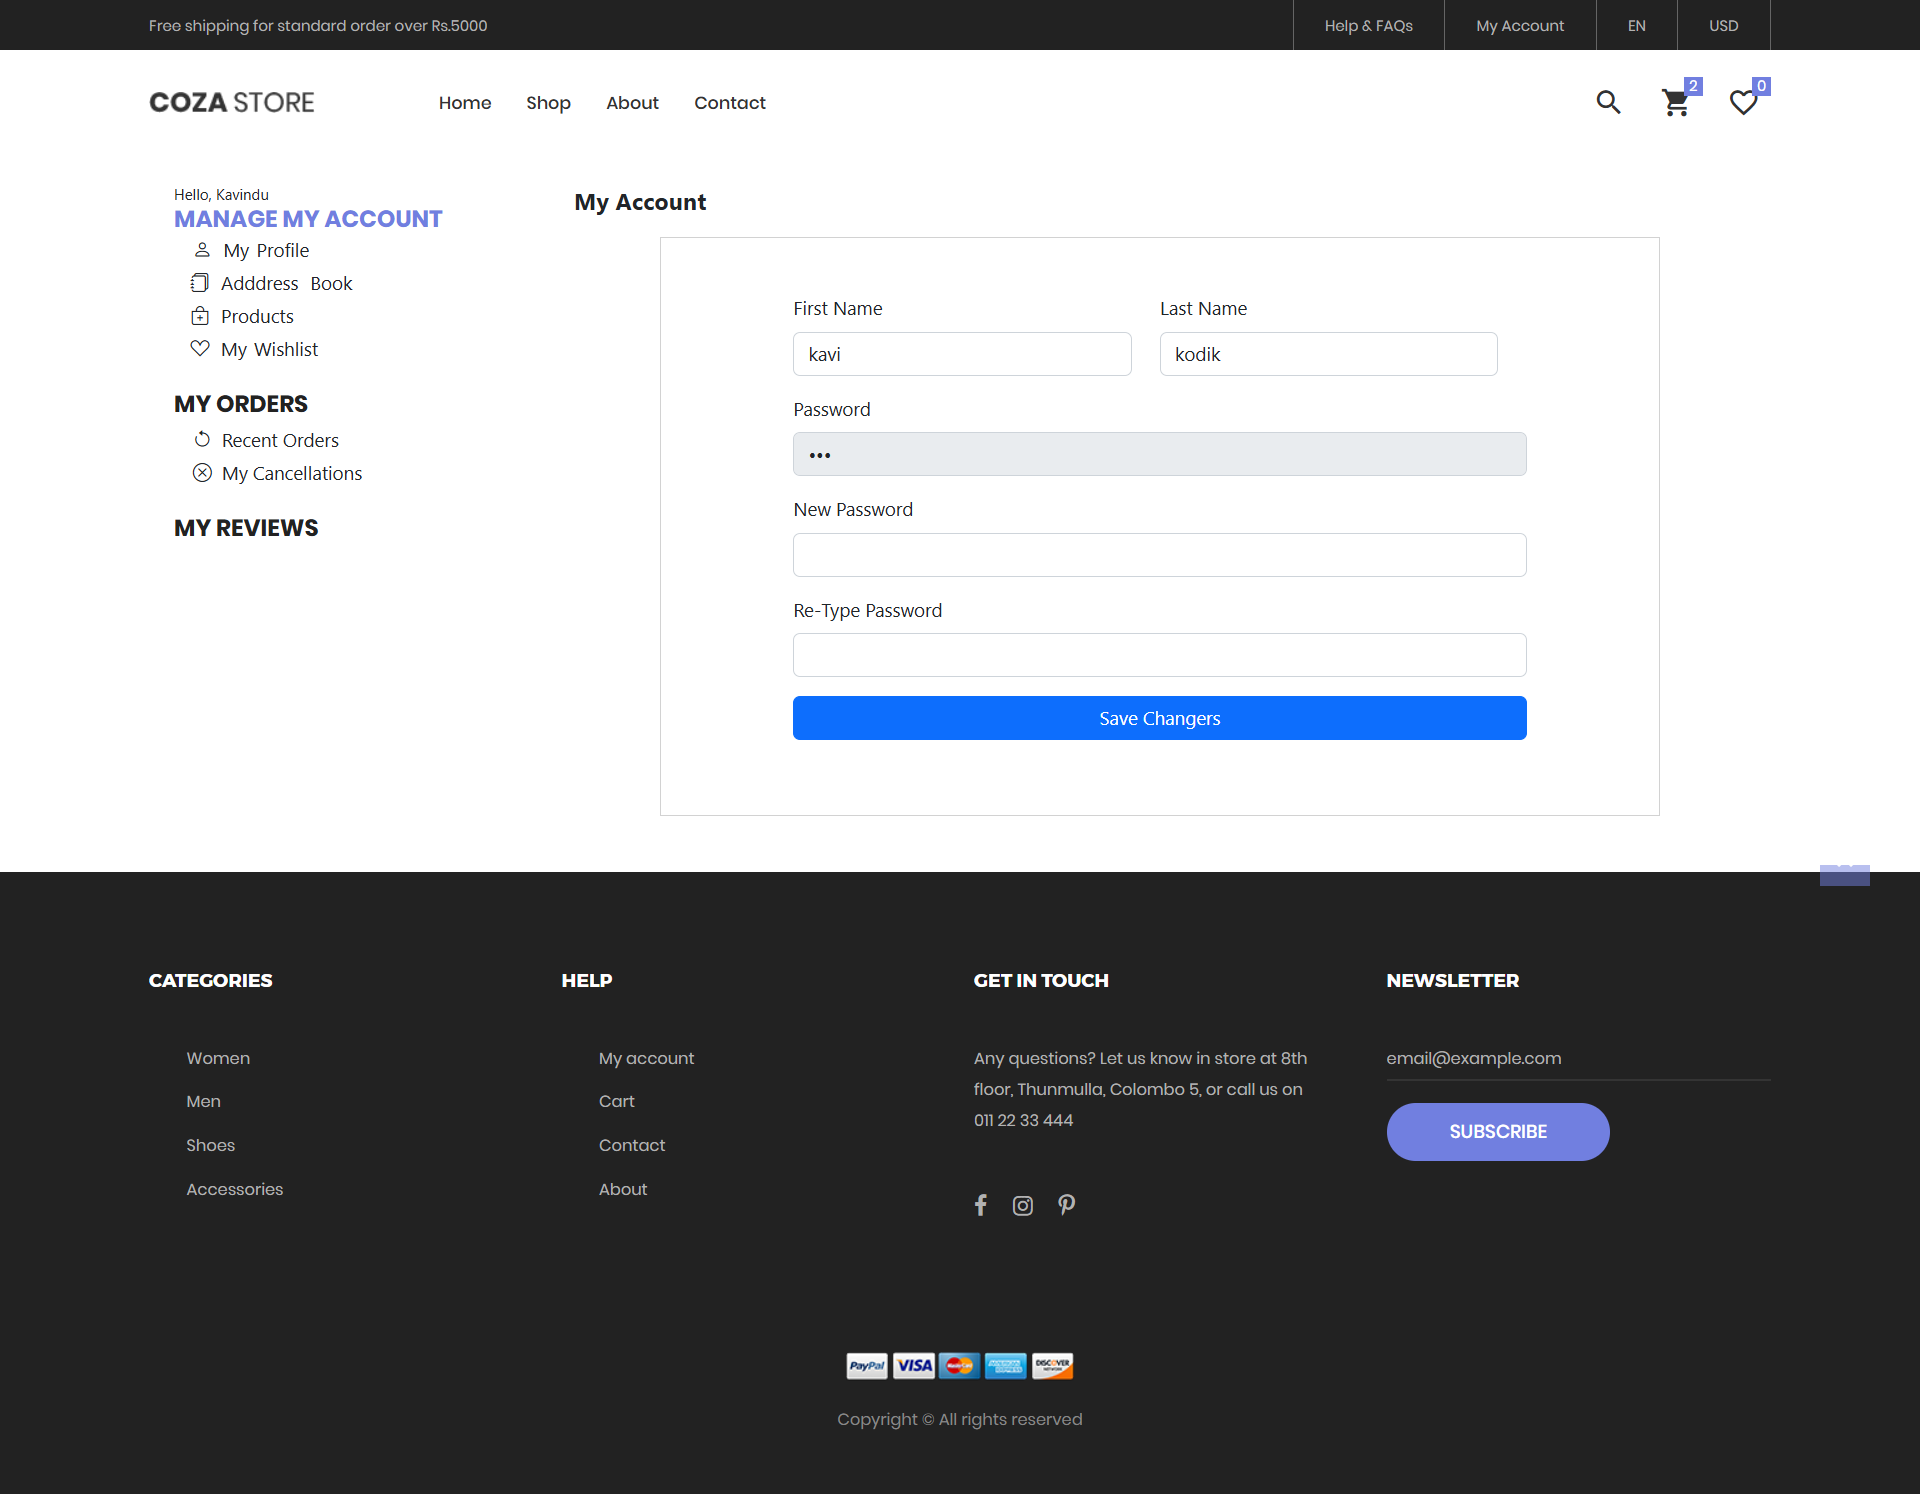 Free shipping for standard order over Rs.5000
Help & FAQs
My Account
EN
USD
COZA STORE
Home
Shop
About
Contact
2
0
Hello, Kavindu
MANAGE MY ACCOUNT
My Profile
Adddress Book
Products
My Wishlist
MY ORDERS
Recent Orders
My Cancellations
MY REVIEWS
My Account
First Name
Last Name
kavi
kodik
Password
•••
New Password
Re-Type Password
Save Changers
CATEGORIES
Women
Men
Shoes
Accessories
HELP
My account
Cart
Contact
About
GET IN TOUCH
Any questions? Let us know in store at 8th
floor, Thunmulla, Colombo 5, or call us on
011 22 33 444
NEWSLETTER
email@example.com
SUBSCRIBE
PayPal
VISA
MasterCard
AMERICAN EXPRESS
DISCOVER NETWORK
Copyright © All rights reserved